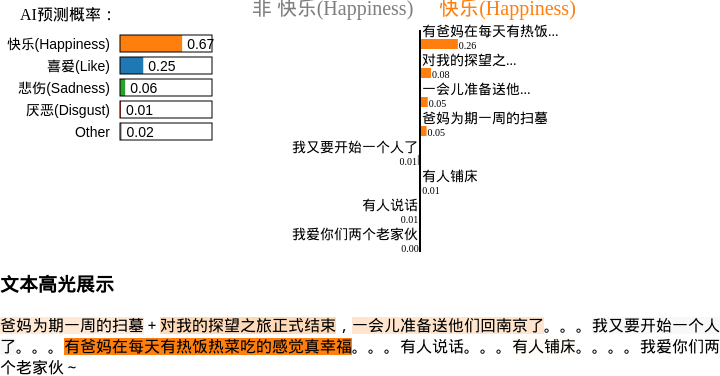 AI预测概率：
快乐(Happiness) 0.67
喜爱(Like) 0.25
悲伤(Sadness) 0.06
厌恶(Disgust) 0.01
Other 0.02
非 快乐(Happiness) 快乐(Happiness)
有爸妈在每天有热饭...
0.26
对我的探望之...
0.08
一会儿准备送他...
0.05
爸妈为期一周的扫墓
0.05
我又要开始一个人了
0.01
有人铺床
0.01
有人说话
0.01
我爱你们两个老家伙
0.00
文本高光展示
爸妈为期一周的扫墓 + 对我的探望之旅正式结束，一会儿准备送他们回南京了。。。我又要开始一个人
了。。。有爸妈在每天有热饭热菜吃的感觉真幸福。。。有人说话。。。有人铺床。。。。我爱你们两
个老家伙 ~